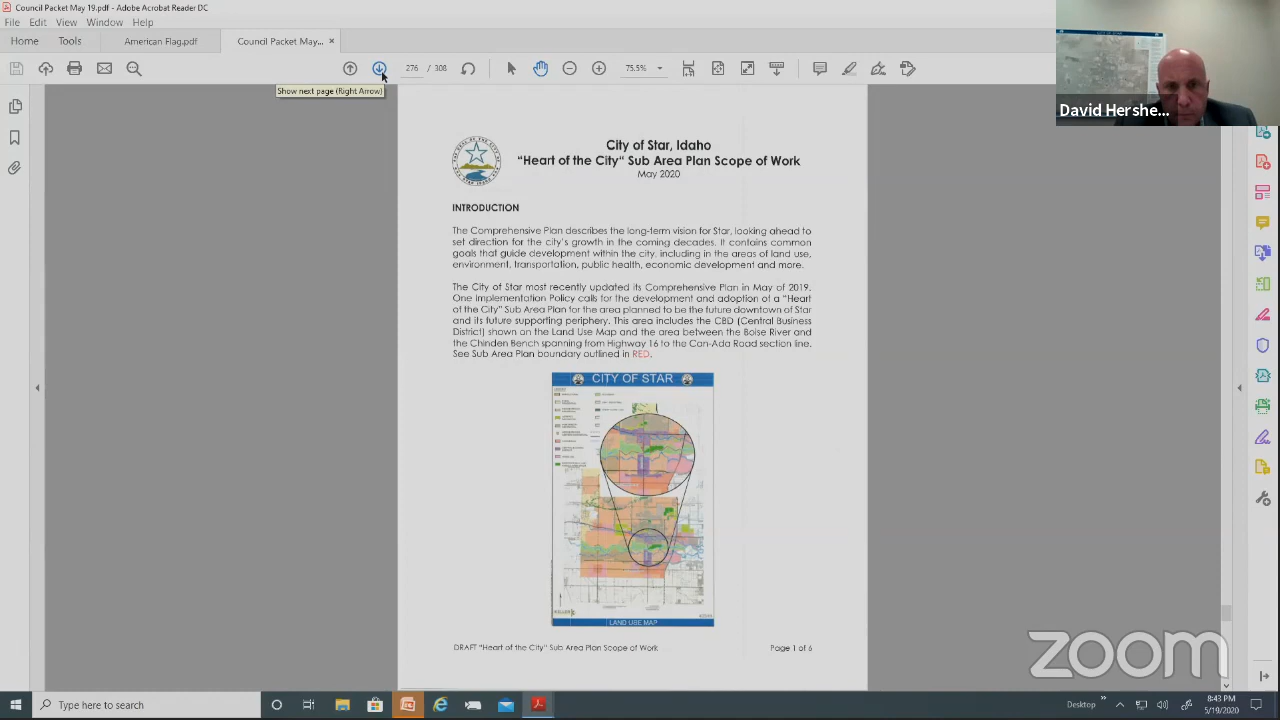 Council Packet May 19.pdf - Adobe Acrobat Reader DC
File Edit View Sign Window Help
Home Tools American Flag.pdf Council Packet May... ×
276 / 308 75.5%
Show next page (Right Arrow)
David Hershe...
City of Star, Idaho
"Heart of the City" Sub Area Plan Scope of Work
May 2020
INTRODUCTION
The Comprehensive Plan describes the long-term vision for Star, looking ahead to
set direction for the city's growth in the coming decades. It contains common
goals that guide development within the city, including in the areas of land use,
environment, transportation, public health, economic development and more.
The City of Star most recently updated its Comprehensive Plan in May of 2019.
One Implementation Policy calls for the development and adoption of a "Heart
of the City" Sub Area Plan for the area planned to be the future downtown of Star
and its future supporting periphery. This area includes the CBD (Central Business
District) shown on the Land Use Map and the area between the Boise River and
the Chinden Bench spanning from Highway 16 to the Can-Ada Road section line.
See Sub Area Plan boundary outlined in RED.
CITY OF STAR
LAND USE MAP
DRAFT "Heart of the City" Sub Area Plan Scope of Work Page 1 of 6
zoom
Type here to search
Desktop
8:43 PM
5/19/2020